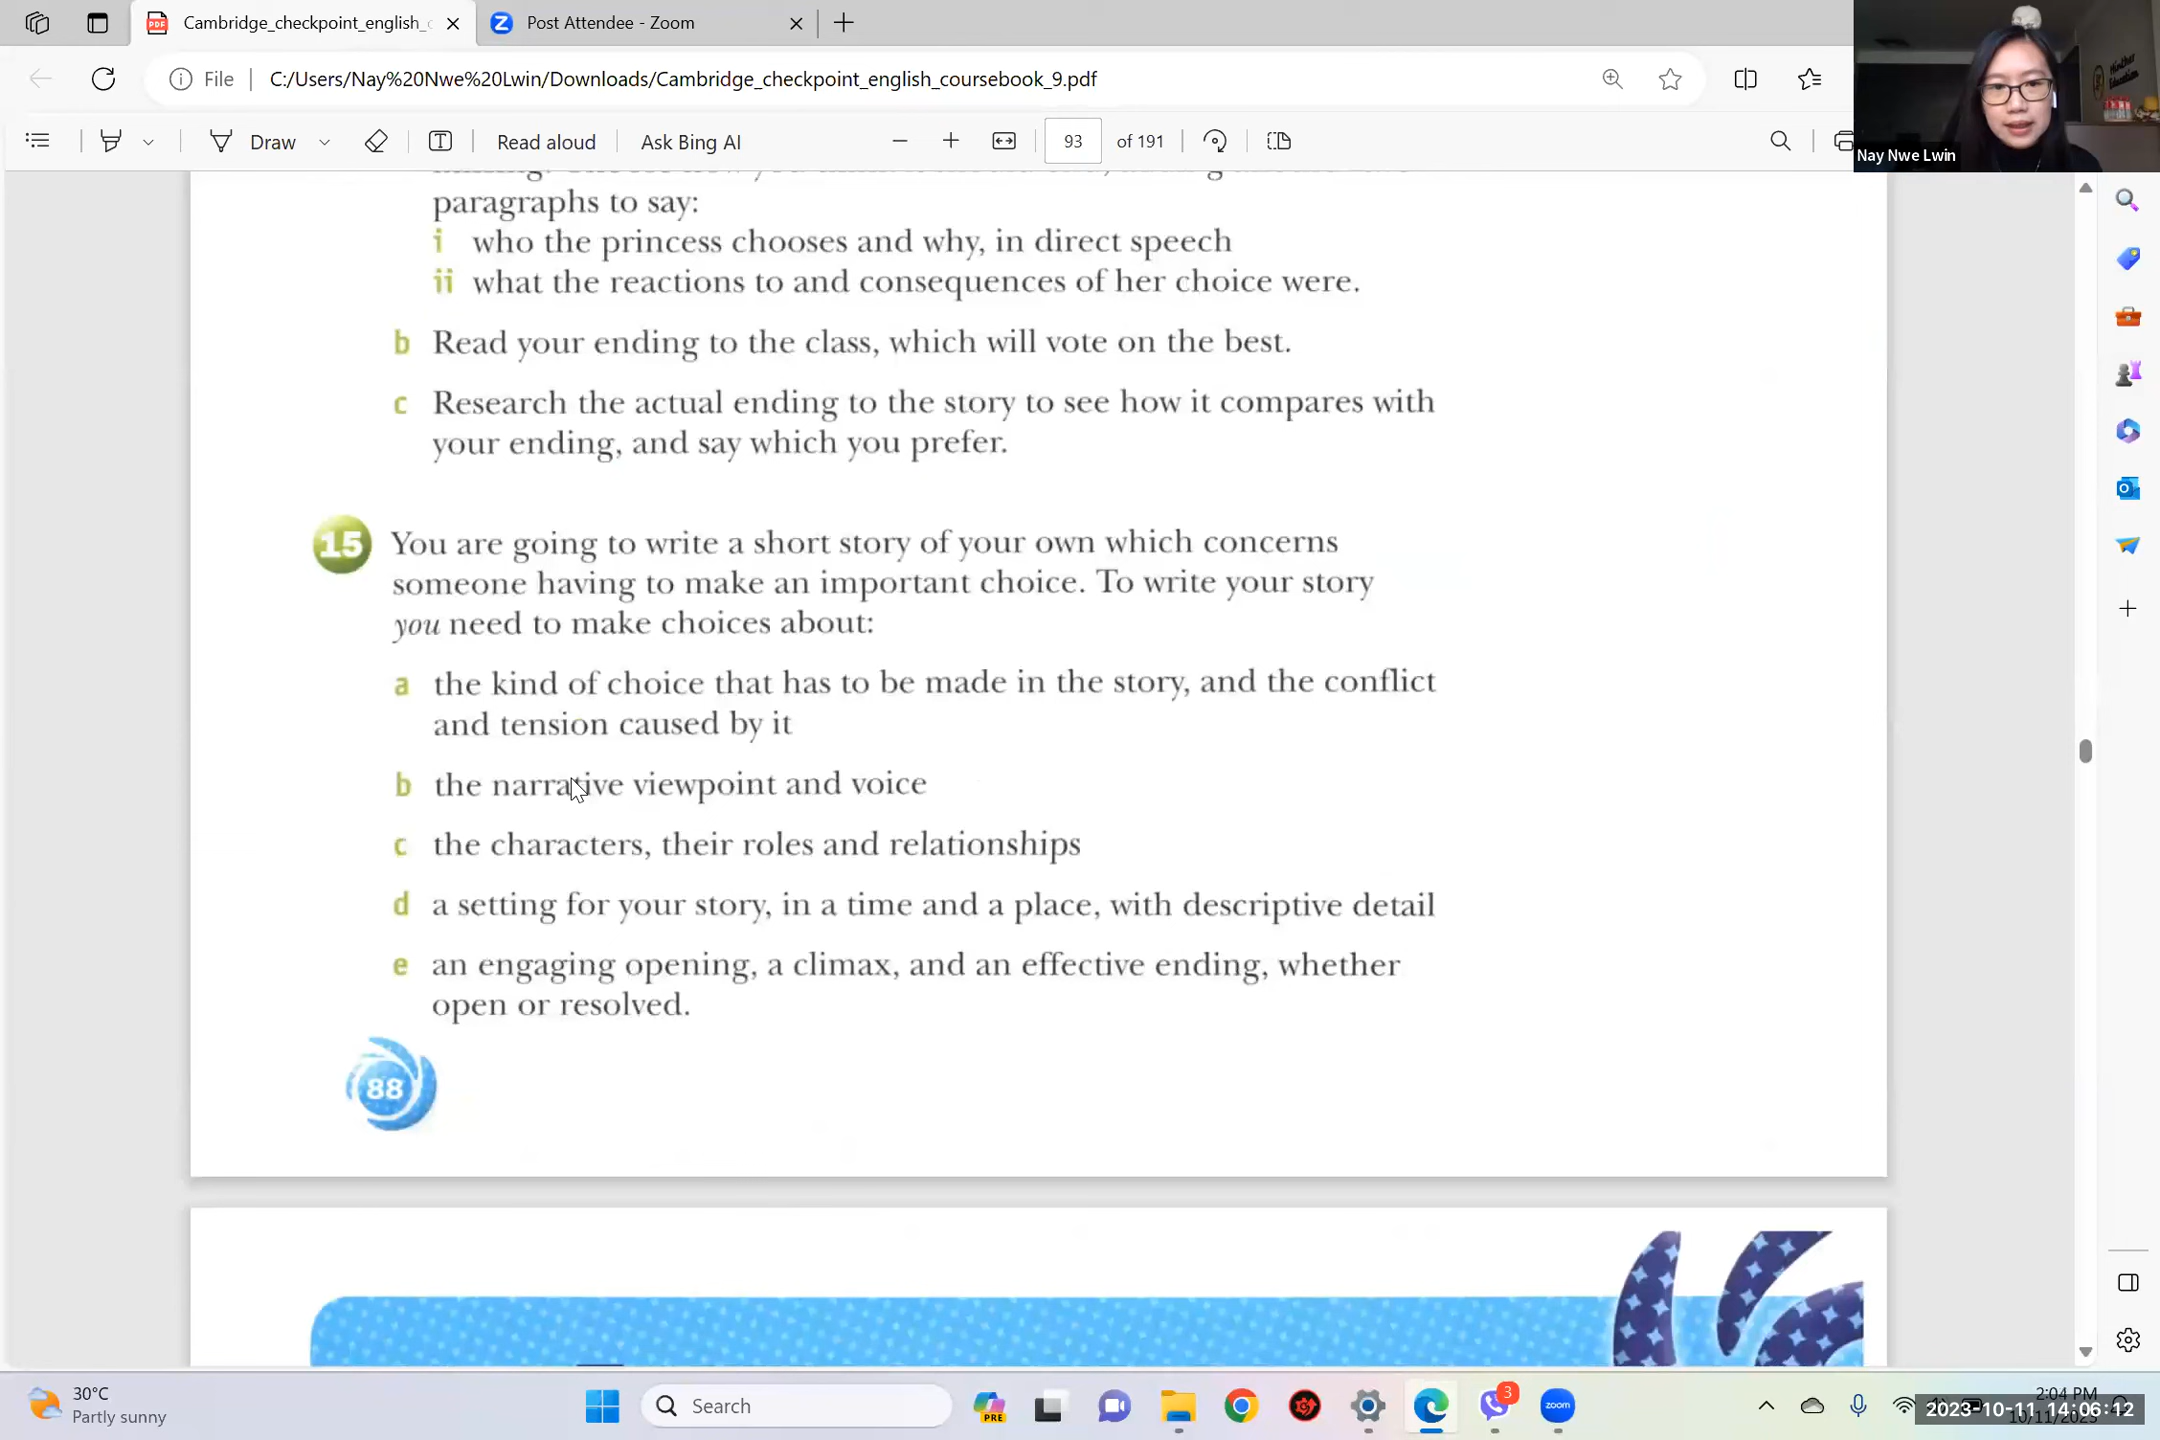 Cambridge_checkpoint_english_c
Post Attendee - Zoom
File
C:/Users/Nay%20Nwe%20Lwin/Downloads/Cambridge_checkpoint_english_coursebook_9.pdf
Draw
Read aloud
Ask Bing AI
93
of 191
Nay Nwe Lwin
paragraphs to say:
i who the princess chooses and why, in direct speech
ii what the reactions to and consequences of her choice were.
b Read your ending to the class, which will vote on the best.
c Research the actual ending to the story to see how it compares with
your ending, and say which you prefer.
15 You are going to write a short story of your own which concerns
someone having to make an important choice. To write your story
you need to make choices about:
a the kind of choice that has to be made in the story, and the conflict
and tension caused by it
b the narrative viewpoint and voice
c the characters, their roles and relationships
d a setting for your story, in a time and a place, with descriptive detail
e an engaging opening, a climax, and an effective ending, whether
open or resolved.
88
30°C
Partly sunny
Search
PRE
3
zoom
2:04 PM
2023-10-11 14:06:12